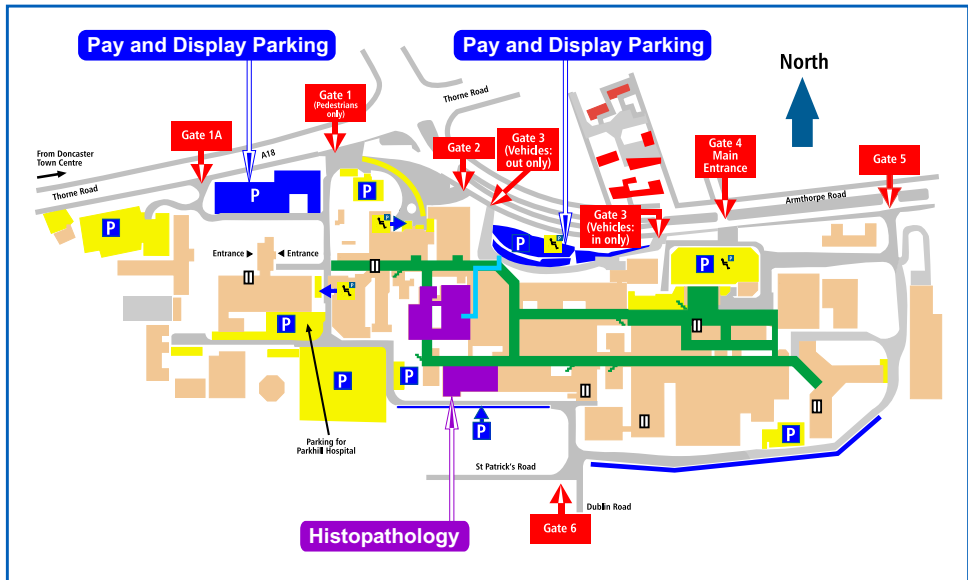 Pay and Display Parking
Pay and Display Parking
North
Thorne Road
Thorne Road
Gate 1
(Pedestrians
only)
Gate 1A
A18
From Doncaster
Town Centre
Thorne Road
P
P
P
Gate 2
Gate 3
(Vehicles:
out only)
Gate 4
Main
Entrance
Gate 5
Armthorpe Road
Gate 3
(Vehicles:
in only)
P
P
P
P
P
Entrance
Entrance
P
P
P
P
P
P
Parking for
Parkhill Hospital
St Patrick's Road
Dublin Road
Gate 6
Histopathology